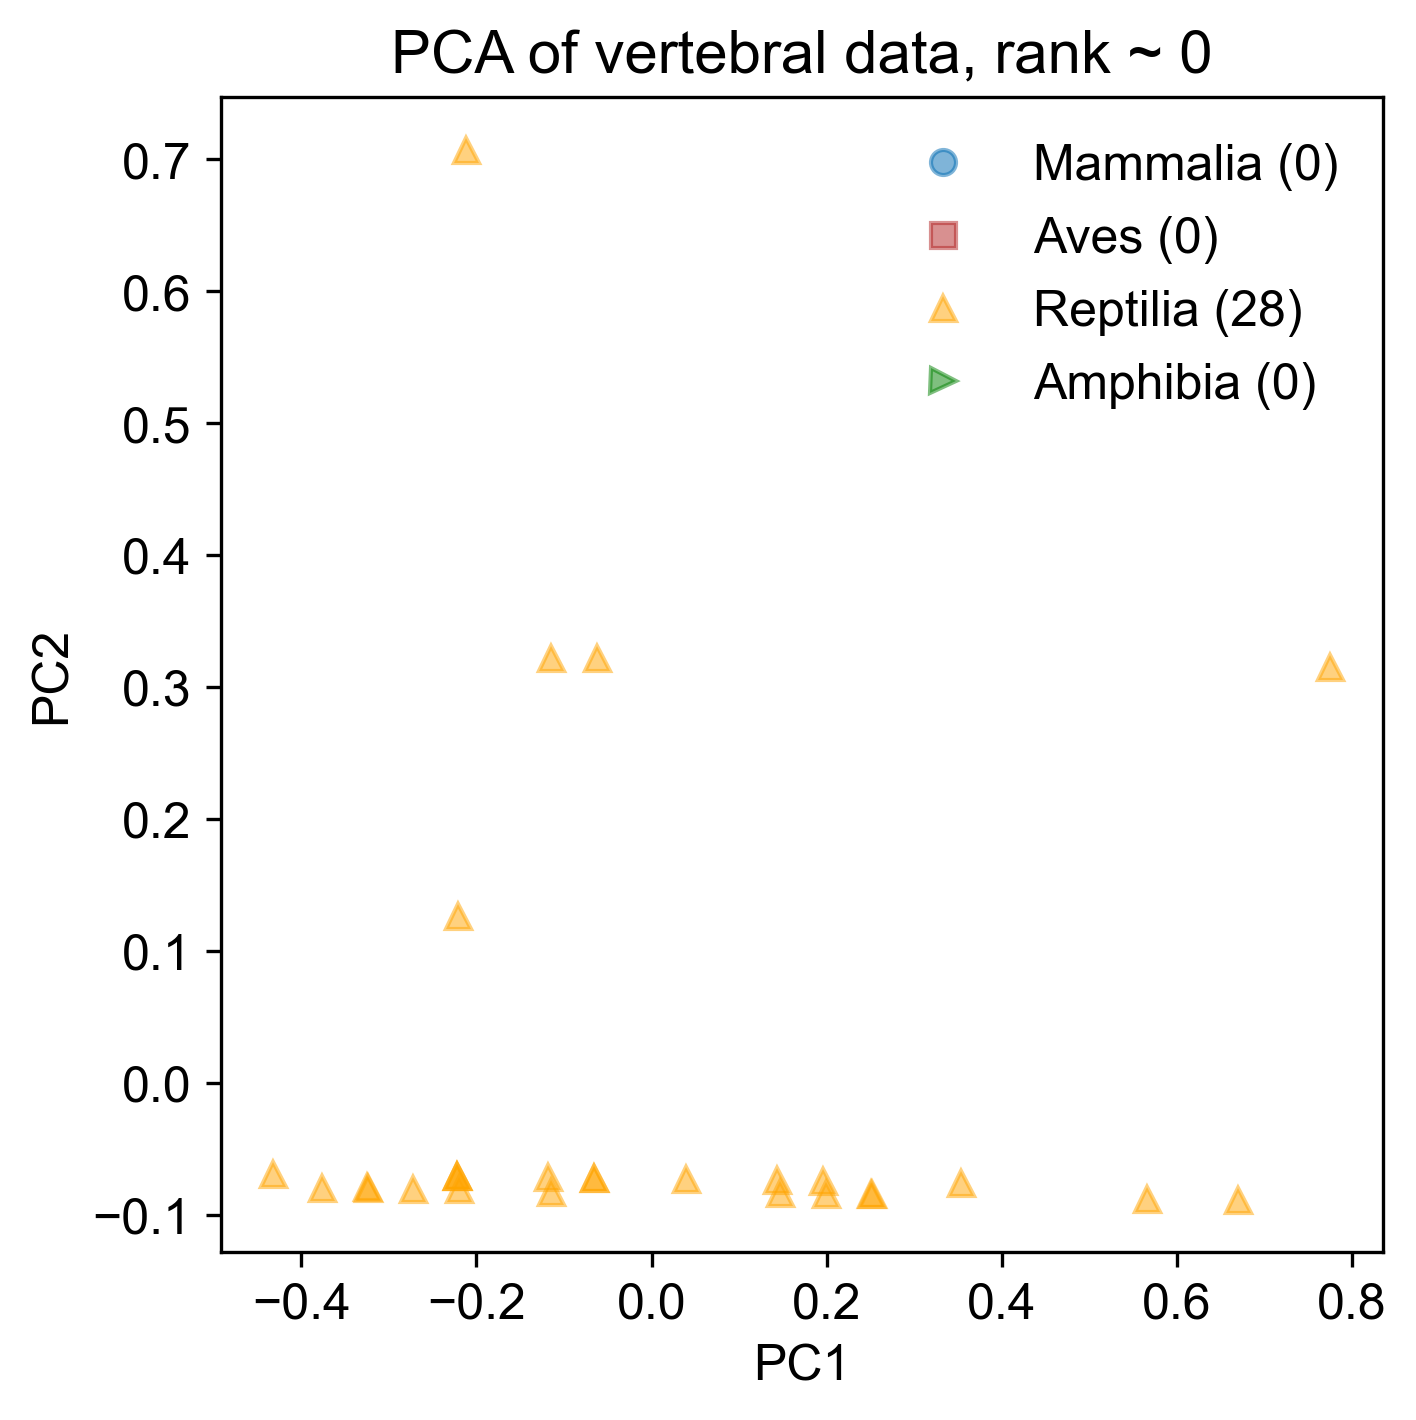 PCA of vertebral data, rank ~ 0
Mammalia (0)
Aves (0)
Reptilia (28)
Amphibia (0)
PC2
0.7
0.6
0.5
0.4
0.3
0.2
0.1
0.0
−0.1
−0.4 −0.2 0.0 0.2 0.4 0.6 0.8
PC1